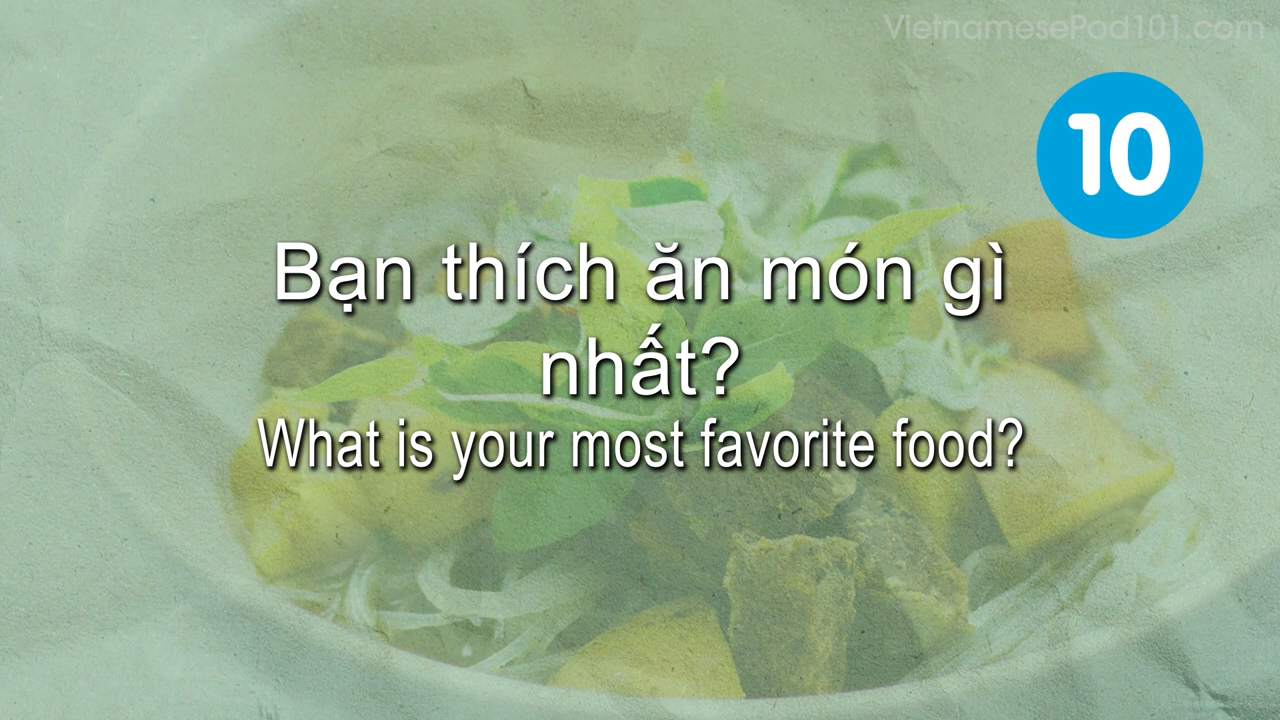 VietnamesePod101.com
10
Bạn thích ăn món gì
nhất?
What is your most favorite food?